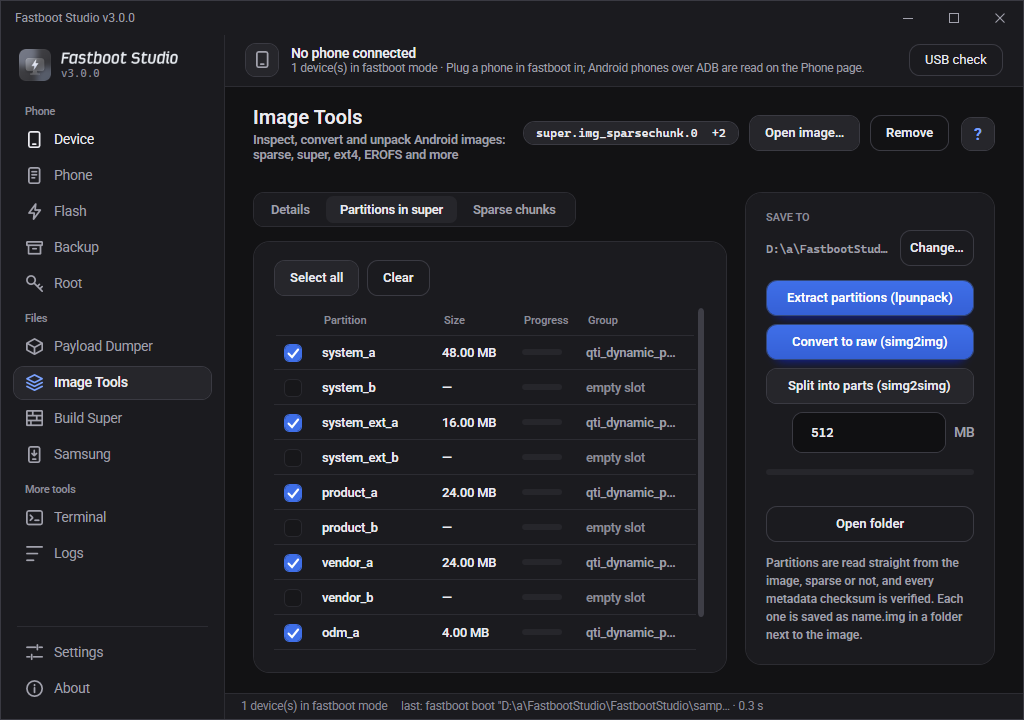 Fastboot Studio v3.0.0
Fastboot Studio
v3.0.0
Phone
Device
Phone
Flash
Backup
Root
Files
Payload Dumper
Image Tools
Build Super
Samsung
More tools
Terminal
Logs
Settings
About
No phone connected
1 device(s) in fastboot mode · Plug a phone in fastboot in; Android phones over ADB are read on the Phone page.
USB check
Image Tools
Inspect, convert and unpack Android images:
sparse, super, ext4, EROFS and more
super.img_sparsechunk.0 +2
Open image...
Remove
?
Details Partitions in super Sparse chunks
Select all Clear
Partition Size Progress Group
system_a 48.00 MB qti_dynamic_p...
system_b — empty slot
system_ext_a 16.00 MB qti_dynamic_p...
system_ext_b — empty slot
product_a 24.00 MB qti_dynamic_p...
product_b — empty slot
vendor_a 24.00 MB qti_dynamic_p...
vendor_b — empty slot
odm_a 4.00 MB qti_dynamic_p...
SAVE TO
D:\a\FastbootStud... Change...
Extract partitions (lpunpack)
Convert to raw (simg2img)
Split into parts (simg2simg)
512 MB
Open folder
Partitions are read straight from the
image, sparse or not, and every
metadata checksum is verified. Each
one is saved as name.img in a folder
next to the image.
1 device(s) in fastboot mode last: fastboot boot "D:\a\FastbootStudio\FastbootStudio\samp... · 0.3 s